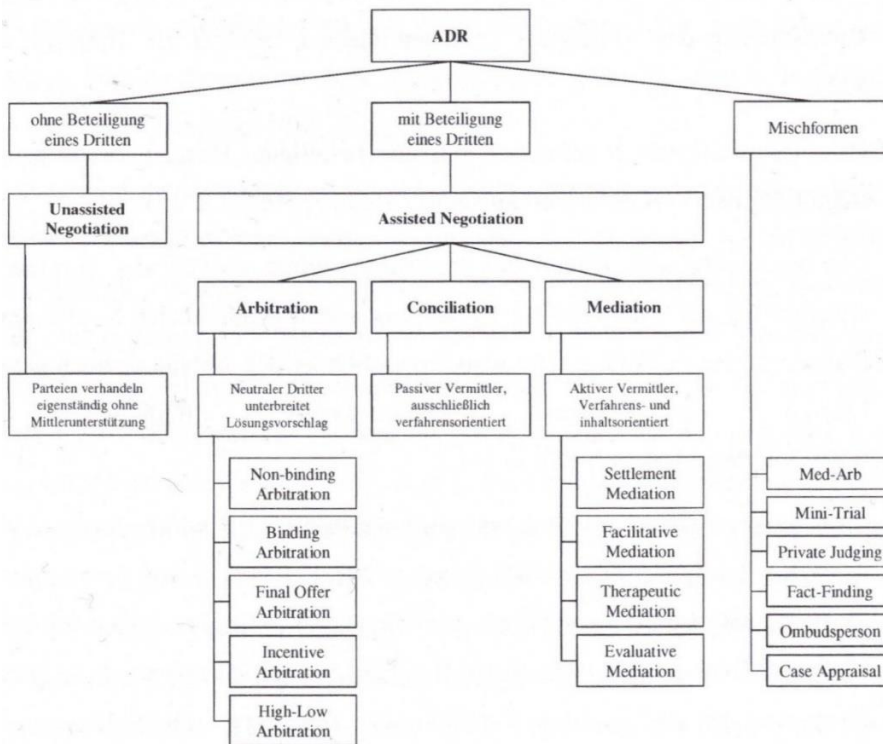 ADR
ohne Beteiligung
eines Dritten
mit Beteiligung
eines Dritten
Mischformen
Unassisted
Negotiation
Assisted Negotiation
Arbitration
Conciliation
Mediation
Parteien verhandeln
eigenständig ohne
Mittlerunterstützung
Neutraler Dritter
unterbreitet
Lösungsvorschlag
Passiver Vermittler,
ausschließlich
verfahrensorientiert
Aktiver Vermittler,
Verfahrens- und
inhaltsorientiert
Non-binding
Arbitration
Binding
Arbitration
Final Offer
Arbitration
Incentive
Arbitration
High-Low
Arbitration
Settlement
Mediation
Facilitative
Mediation
Therapeutic
Mediation
Evaluative
Mediation
Med-Arb
Mini-Trial
Private Judging
Fact-Finding
Ombudsperson
Case Appraisal